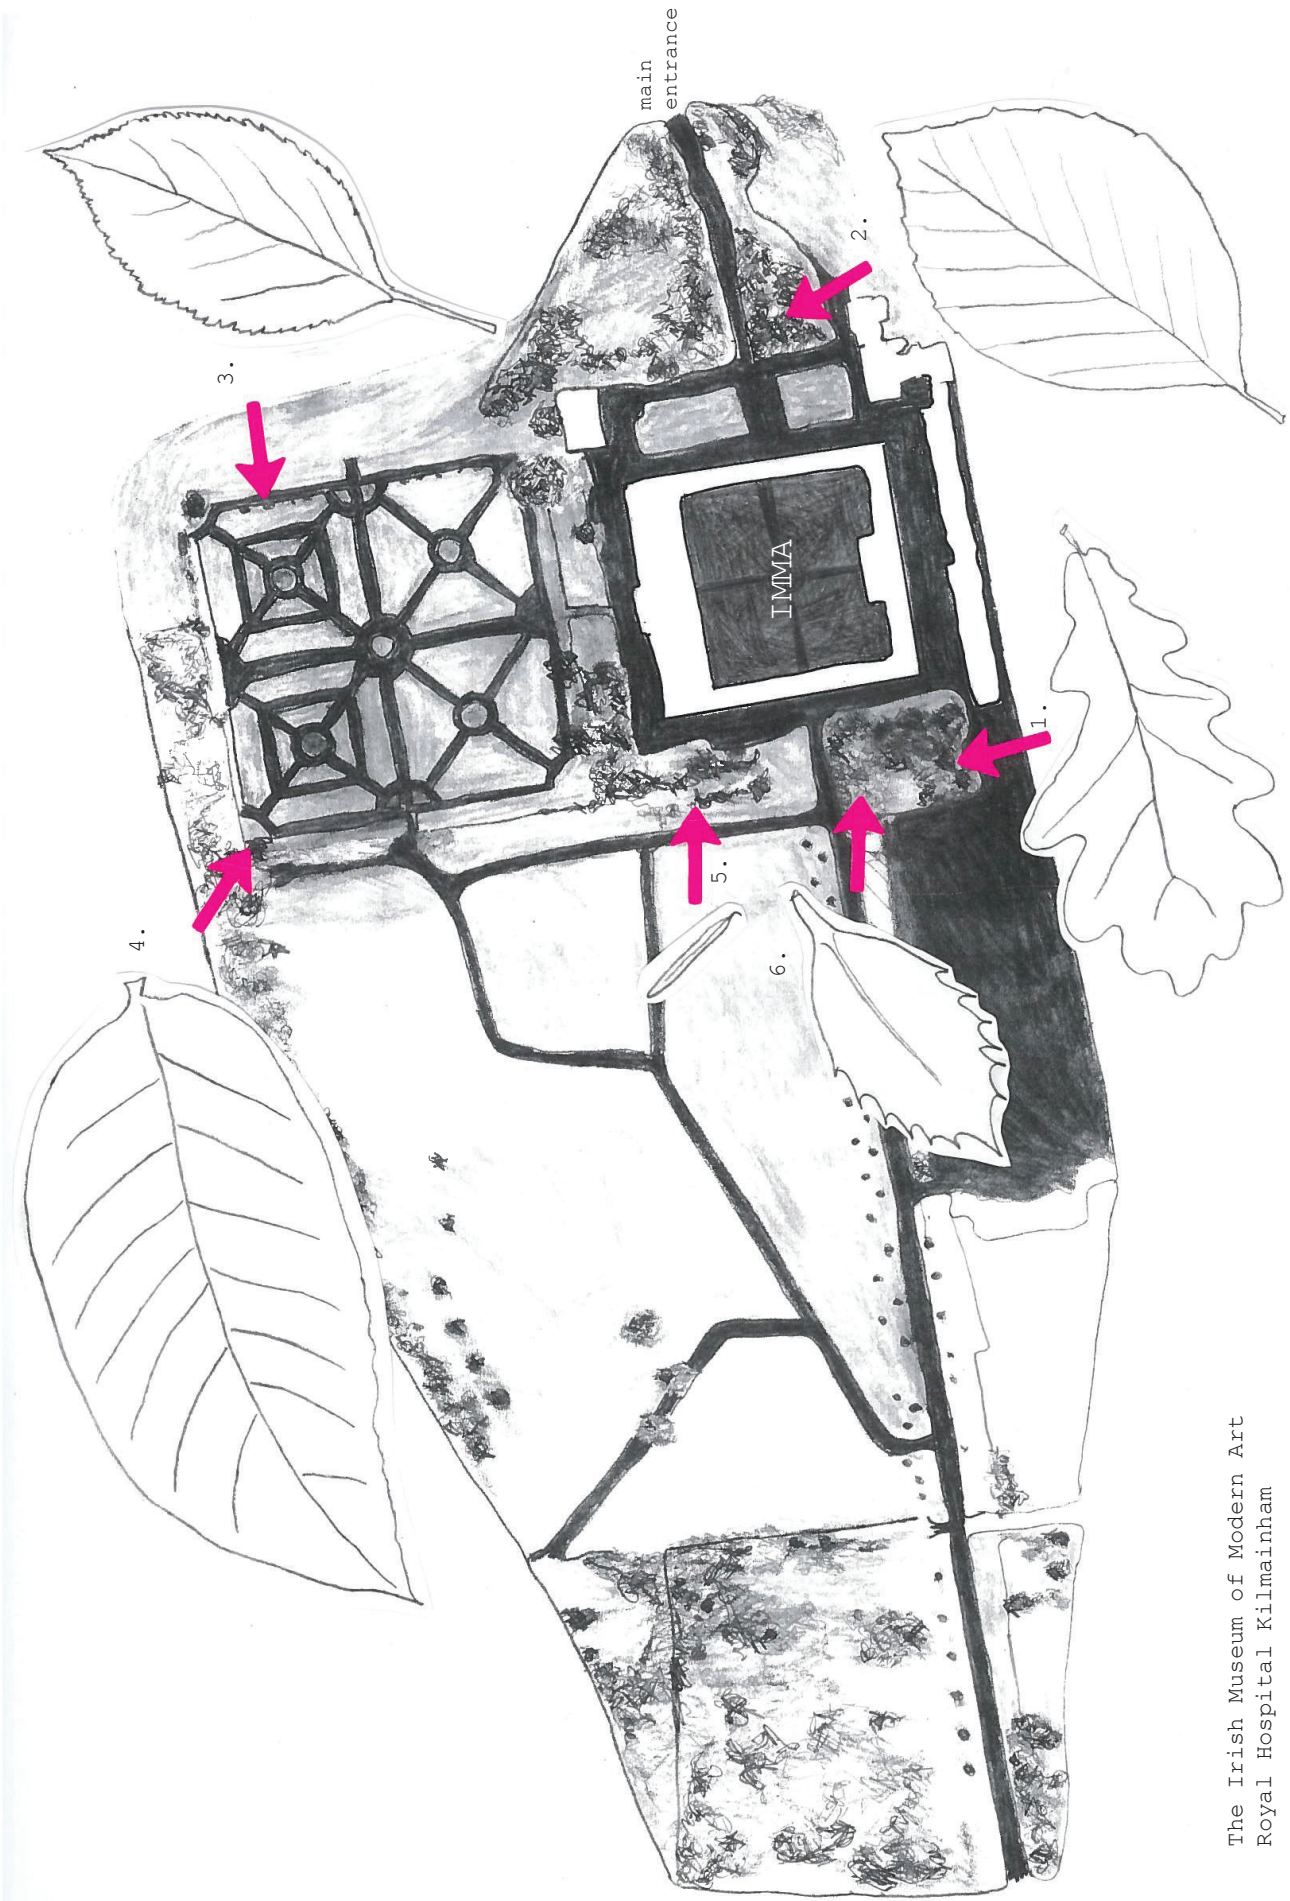 main
entrance
3.
2.
IMMA
1.
5.
4.
6.
The Irish Museum of Modern Art
Royal Hospital Kilmainham